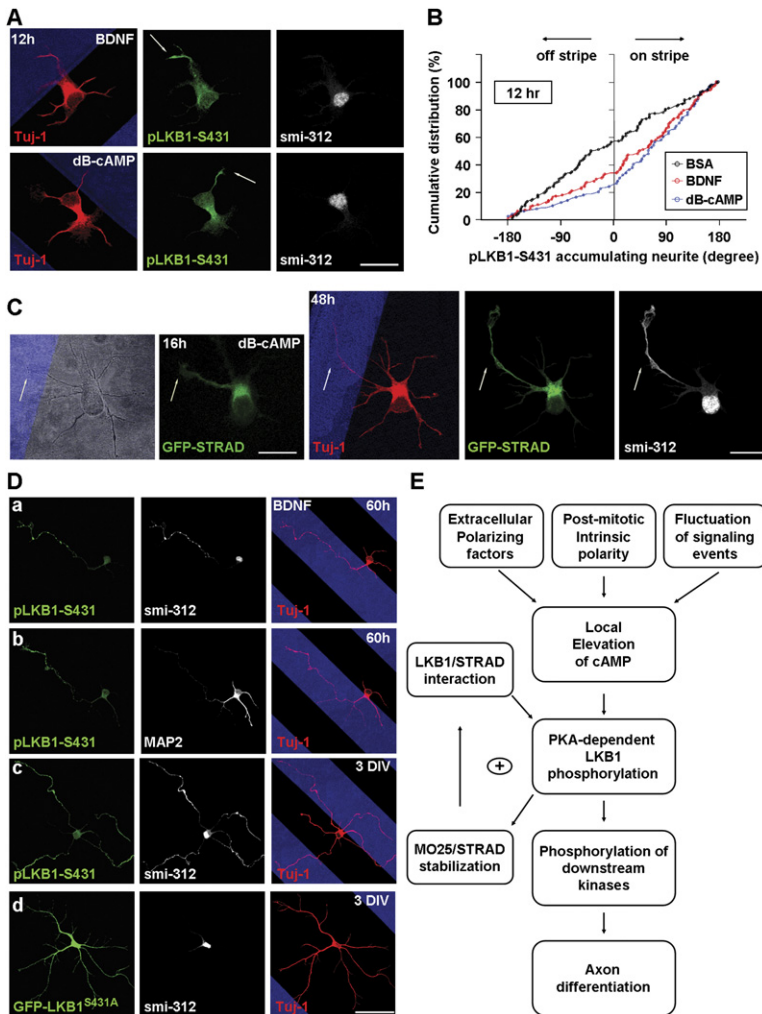 A
12h
BDNF
Tuj-1
pLKB1-S431
smi-312
dB-cAMP
Tuj-1
pLKB1-S431
smi-312
B
off stripe
on stripe
Cumulative distribution (%)
100
80
60
40
20
0
12 hr
BSA
BDNF
dB-cAMP
-180
-90
0
90
180
pLKB1-S431 accumulating neurite (degree)
C
16h
dB-cAMP
GFP-STRAD
48h
Tuj-1
GFP-STRAD
smi-312
D
a
pLKB1-S431
smi-312
BDNF
60h
Tuj-1
b
pLKB1-S431
MAP2
60h
Tuj-1
c
pLKB1-S431
smi-312
3 DIV
Tuj-1
d
GFP-LKB1S431A
smi-312
3 DIV
Tuj-1
E
Extracellular
Polarizing
factors
Post-mitotic
Intrinsic
polarity
Fluctuation
of signaling
events
Local
Elevation
of cAMP
LKB1/STRAD
interaction
PKA-dependent
LKB1
phosphorylation
+
MO25/STRAD
stabilization
Phosphorylation of
downstream
kinases
Axon
differentiation